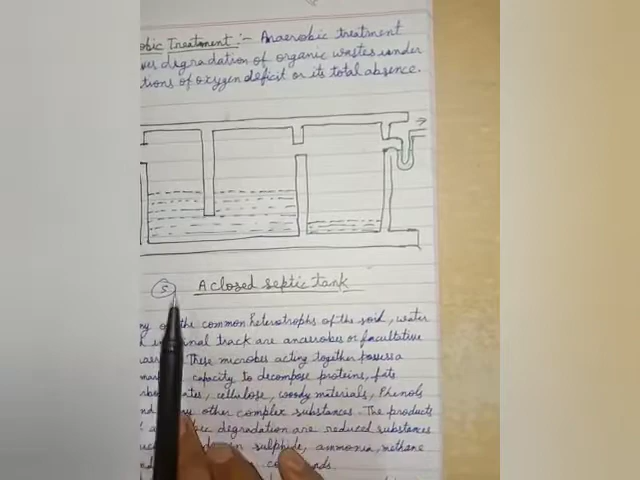 obic Treatment :- Anaerobic treatment
degradation of organic wastes under
tions of oxygen deficit or its total absence.
5 A closed septic tank
the common heterotrophs of the soil, water
track are anaerobes or facultative
These microbes acting together possess a
capacity to decompose proteins, fats
cellulose, woody materials, Phenols
other complex substances. The products
degradation are reduced substances
sulphide, ammonia, methane